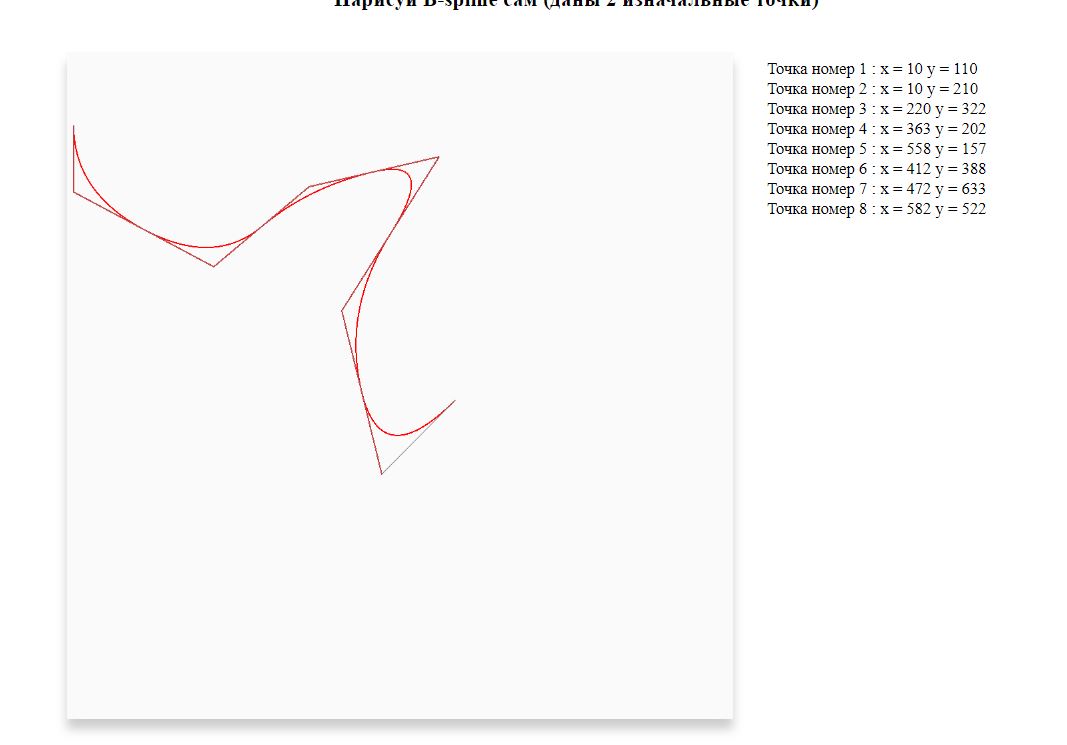 Нарисуй B-spline сам (даны 2 изначальные точки)
Точка номер 1 : x = 10 y = 110
Точка номер 2 : x = 10 y = 210
Точка номер 3 : x = 220 y = 322
Точка номер 4 : x = 363 y = 202
Точка номер 5 : x = 558 y = 157
Точка номер 6 : x = 412 y = 388
Точка номер 7 : x = 472 y = 633
Точка номер 8 : x = 582 y = 522